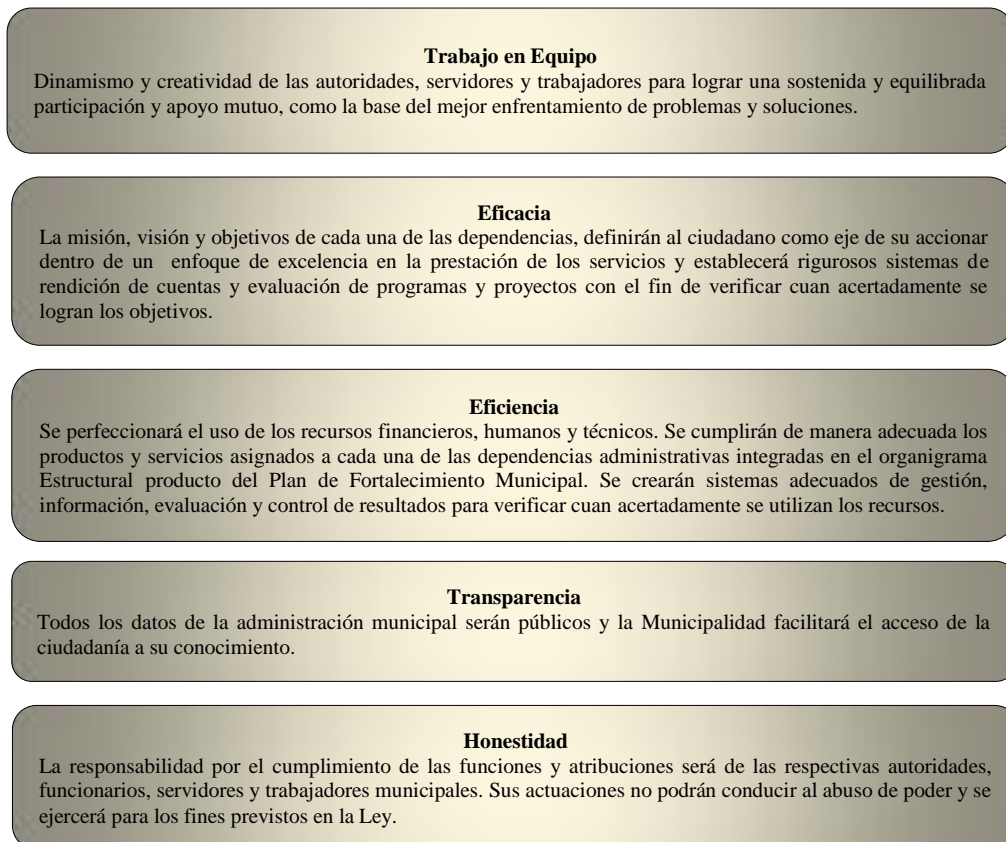 Trabajo en Equipo
Dinamismo y creatividad de las autoridades, servidores y trabajadores para lograr una sostenida y equilibrada
participación y apoyo mutuo, como la base del mejor enfrentamiento de problemas y soluciones.
Eficacia
La misión, visión y objetivos de cada una de las dependencias, definirán al ciudadano como eje de su accionar
dentro de un enfoque de excelencia en la prestación de los servicios y establecerá rigurosos sistemas de
rendición de cuentas y evaluación de programas y proyectos con el fin de verificar cuan acertadamente se
logran los objetivos.
Eficiencia
Se perfeccionará el uso de los recursos financieros, humanos y técnicos. Se cumplirán de manera adecuada los
productos y servicios asignados a cada una de las dependencias administrativas integradas en el organigrama
Estructural producto del Plan de Fortalecimiento Municipal. Se crearán sistemas adecuados de gestión,
información, evaluación y control de resultados para verificar cuan acertadamente se utilizan los recursos.
Transparencia
Todos los datos de la administración municipal serán públicos y la Municipalidad facilitará el acceso de la
ciudadanía a su conocimiento.
Honestidad
La responsabilidad por el cumplimiento de las funciones y atribuciones será de las respectivas autoridades,
funcionarios, servidores y trabajadores municipales. Sus actuaciones no podrán conducir al abuso de poder y se
ejercerá para los fines previstos en la Ley.